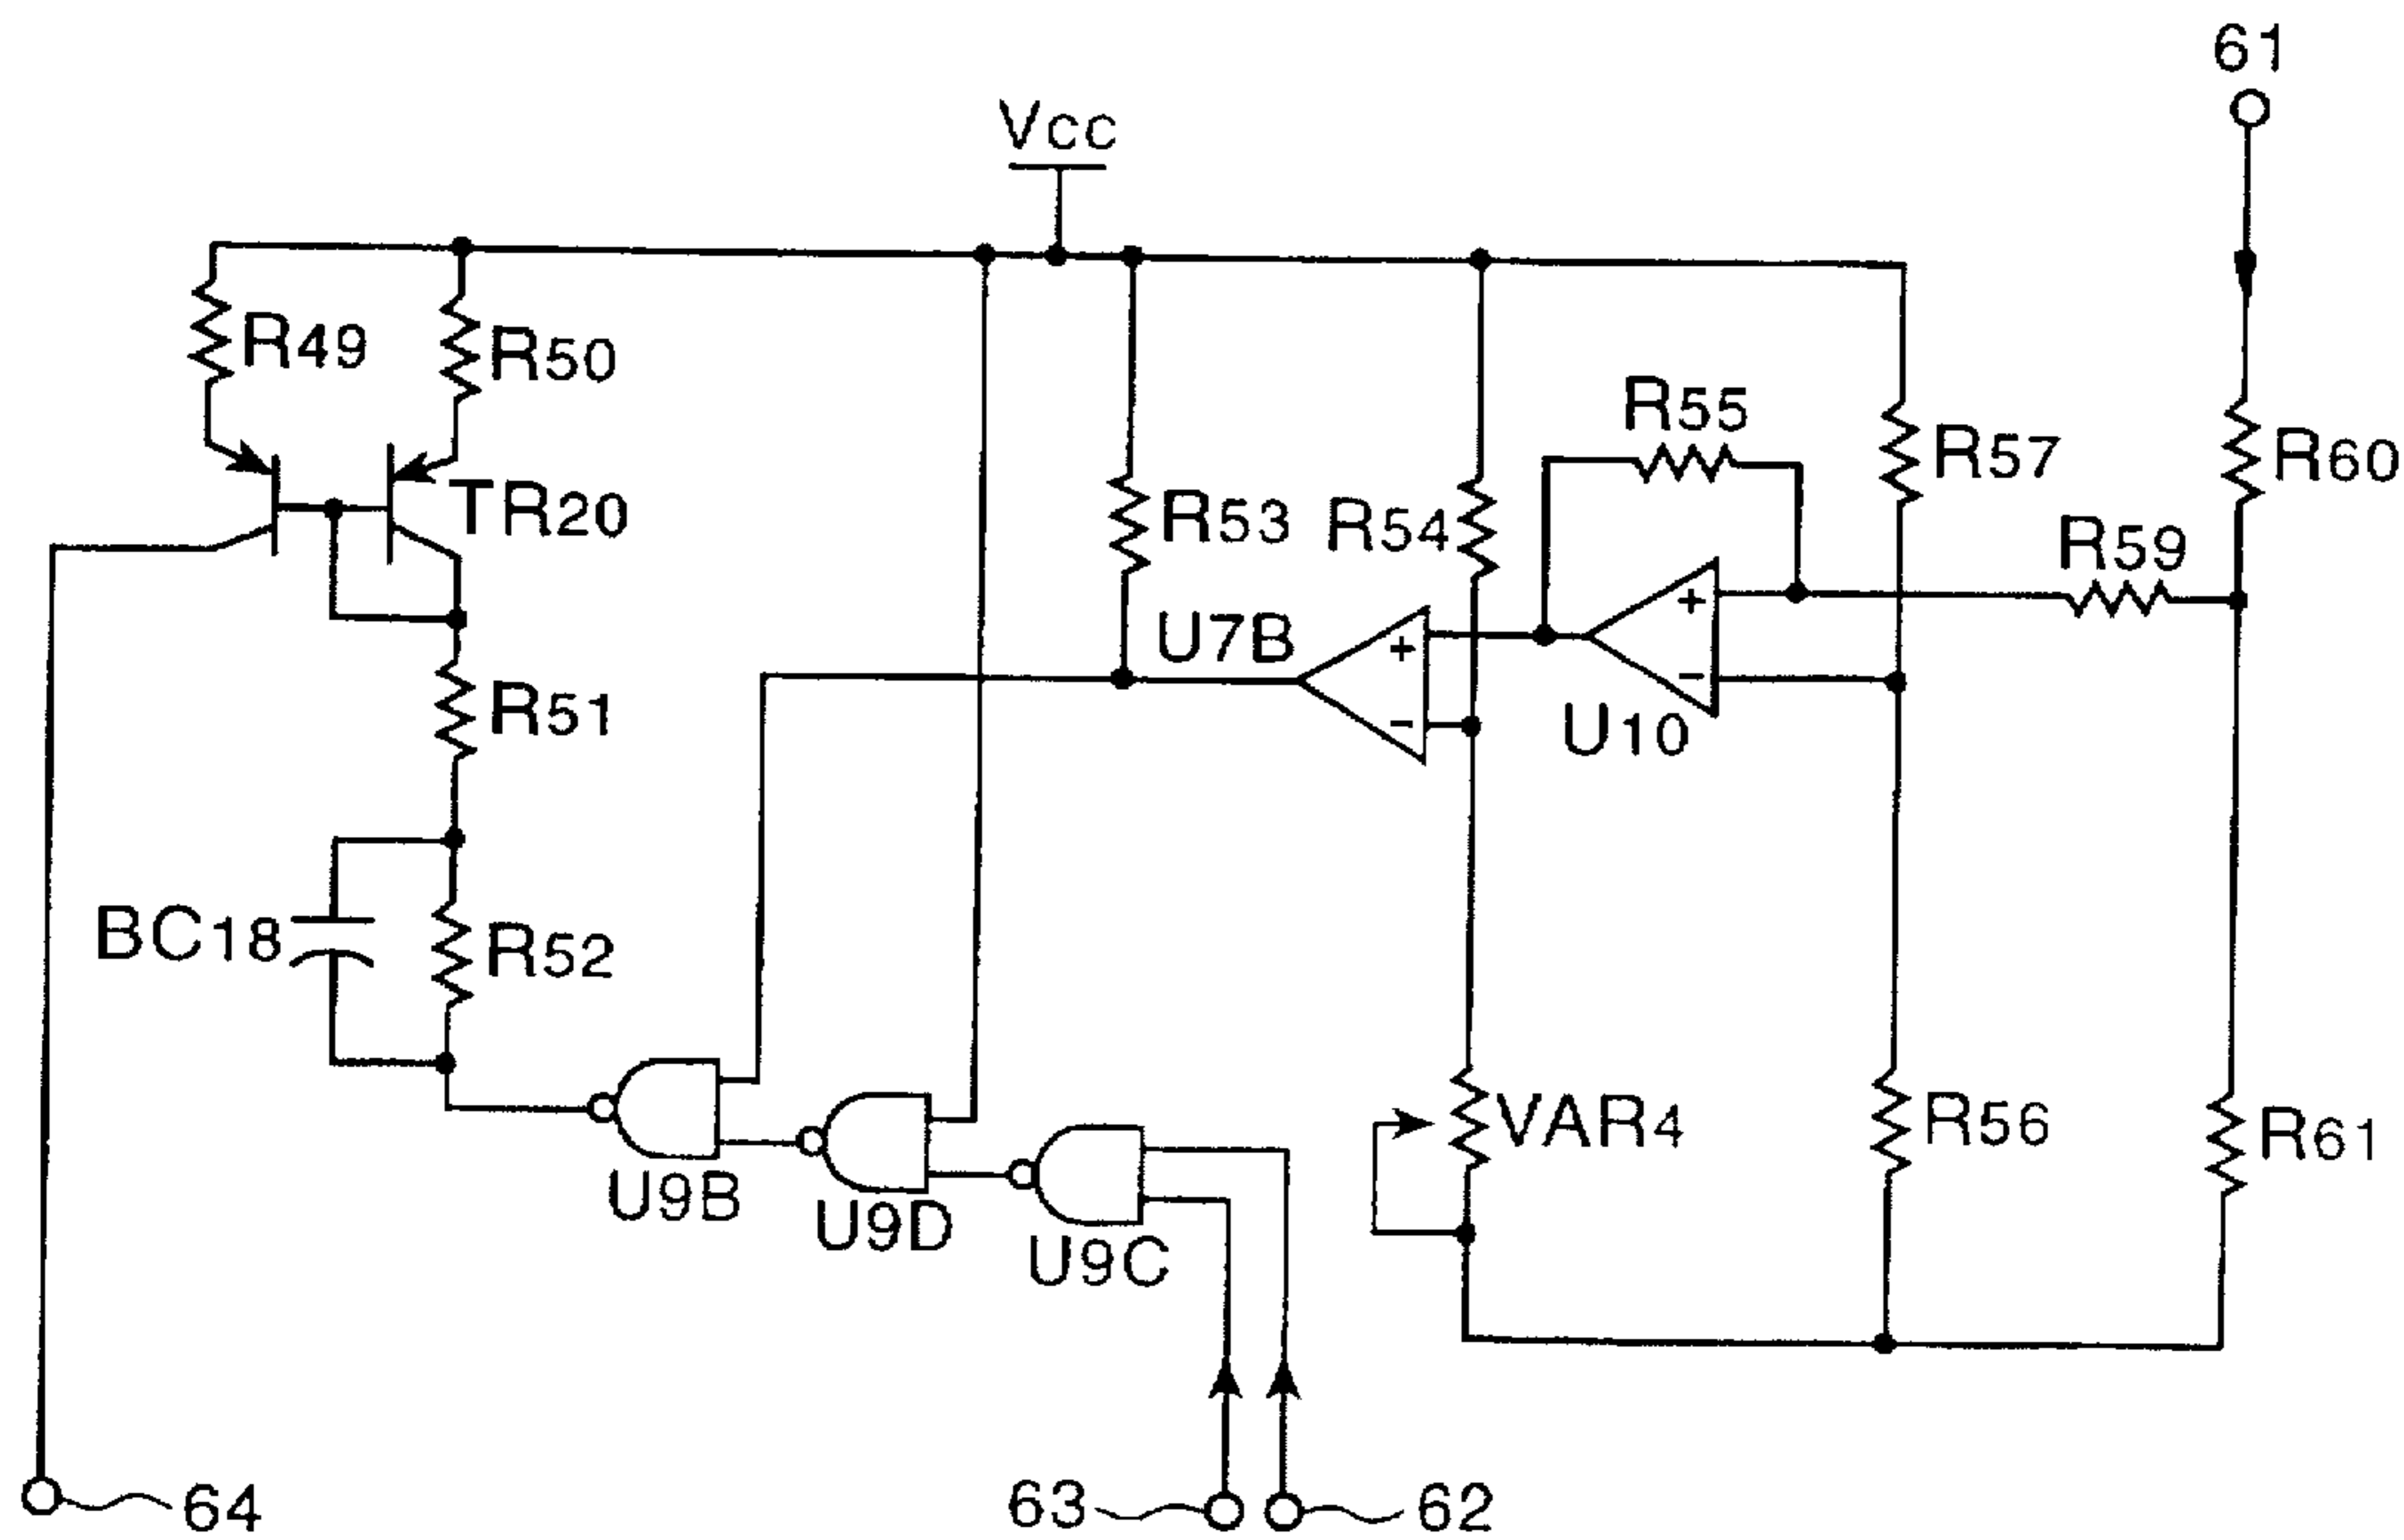 61
Vcc
R49
R50
R55
R57
R60
TR20
R53
R54
R59
U7B
+
+
-
-
U10
R51
BC18
R52
VAR4
R56
R61
U9B
U9D
U9C
64
63
62